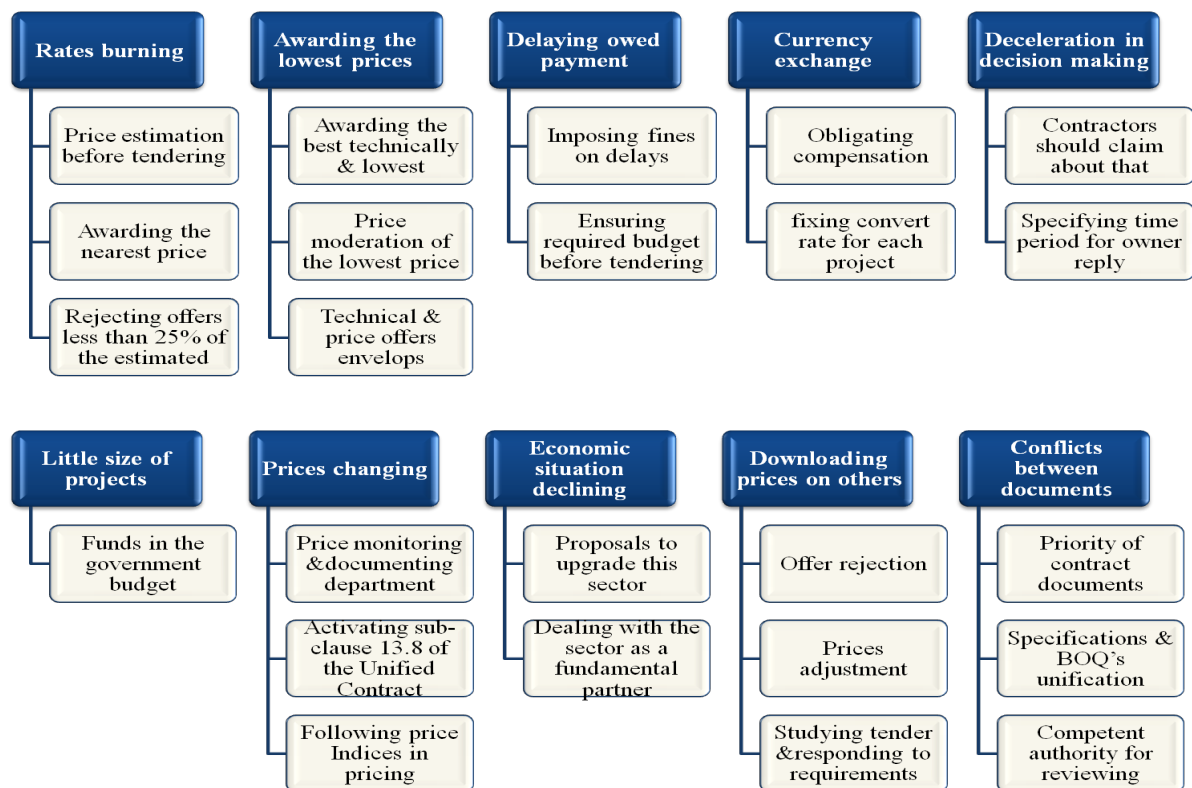 Rates burning
Price estimation
before tendering
Awarding the
nearest price
Rejecting offers
less than 25% of
the estimated
Awarding the
lowest prices
Awarding the
best technically
& lowest
Price
moderation of
the lowest price
Technical &
price offers
envelops
Delaying owed
payment
Imposing fines
on delays
Ensuring
required budget
before tendering
Currency
exchange
Obligating
compensation
fixing convert
rate for each
project
Deceleration in
decision making
Contractors
should claim
about that
Specifying time
period for owner
reply
Little size of
projects
Funds in the
government
budget
Prices changing
Price monitoring
&documenting
department
Activating sub-
clause 13.8 of
the Unified
Contract
Following price
Indices in
pricing
Economic
situation
declining
Proposals to
upgrade this
sector
Dealing with the
sector as a
fundamental
partner
Downloading
prices on others
Offer rejection
Prices
adjustment
Studying tender
&responding to
requirements
Conflicts
between
documents
Priority of
contract
documents
Specifications &
BOQ's
unification
Competent
authority for
reviewing